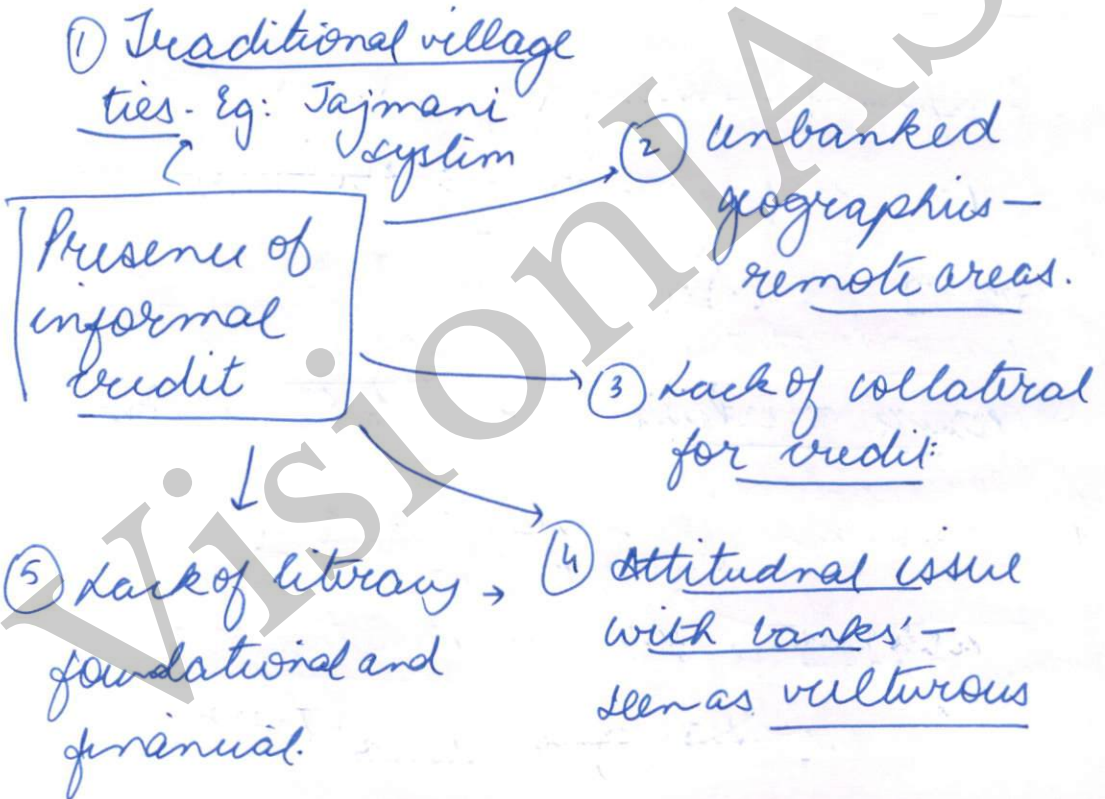 ① Traditional village
ties. Eg: Jajmani
system
Presence of
informal
credit
② Unbanked
geographies –
remote areas.
③ Lack of collateral
for credit.
④ Attitudnal issue
with banks –
seen as vulturous
⑤ Lack of literacy →
foundational and
financial.
VisionIAS